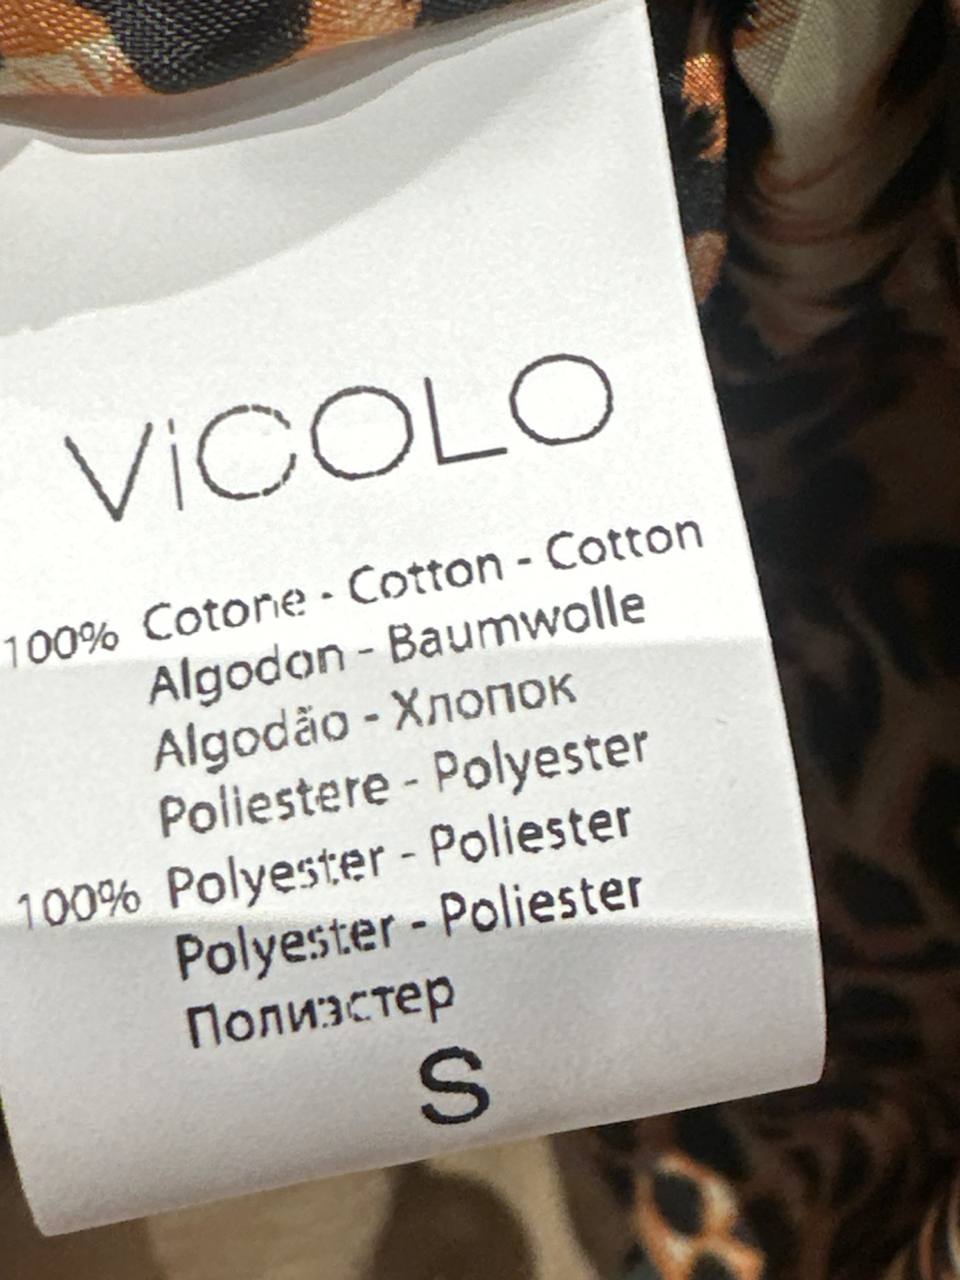 ViCOLO
100% Cotone - Cotton - Cotton
Algodon - Baumwolle
Algodão - Хлопок
Poliestere - Polyester
100% Polyester - Poliester
Polyester - Poliester
Полиэстер
S